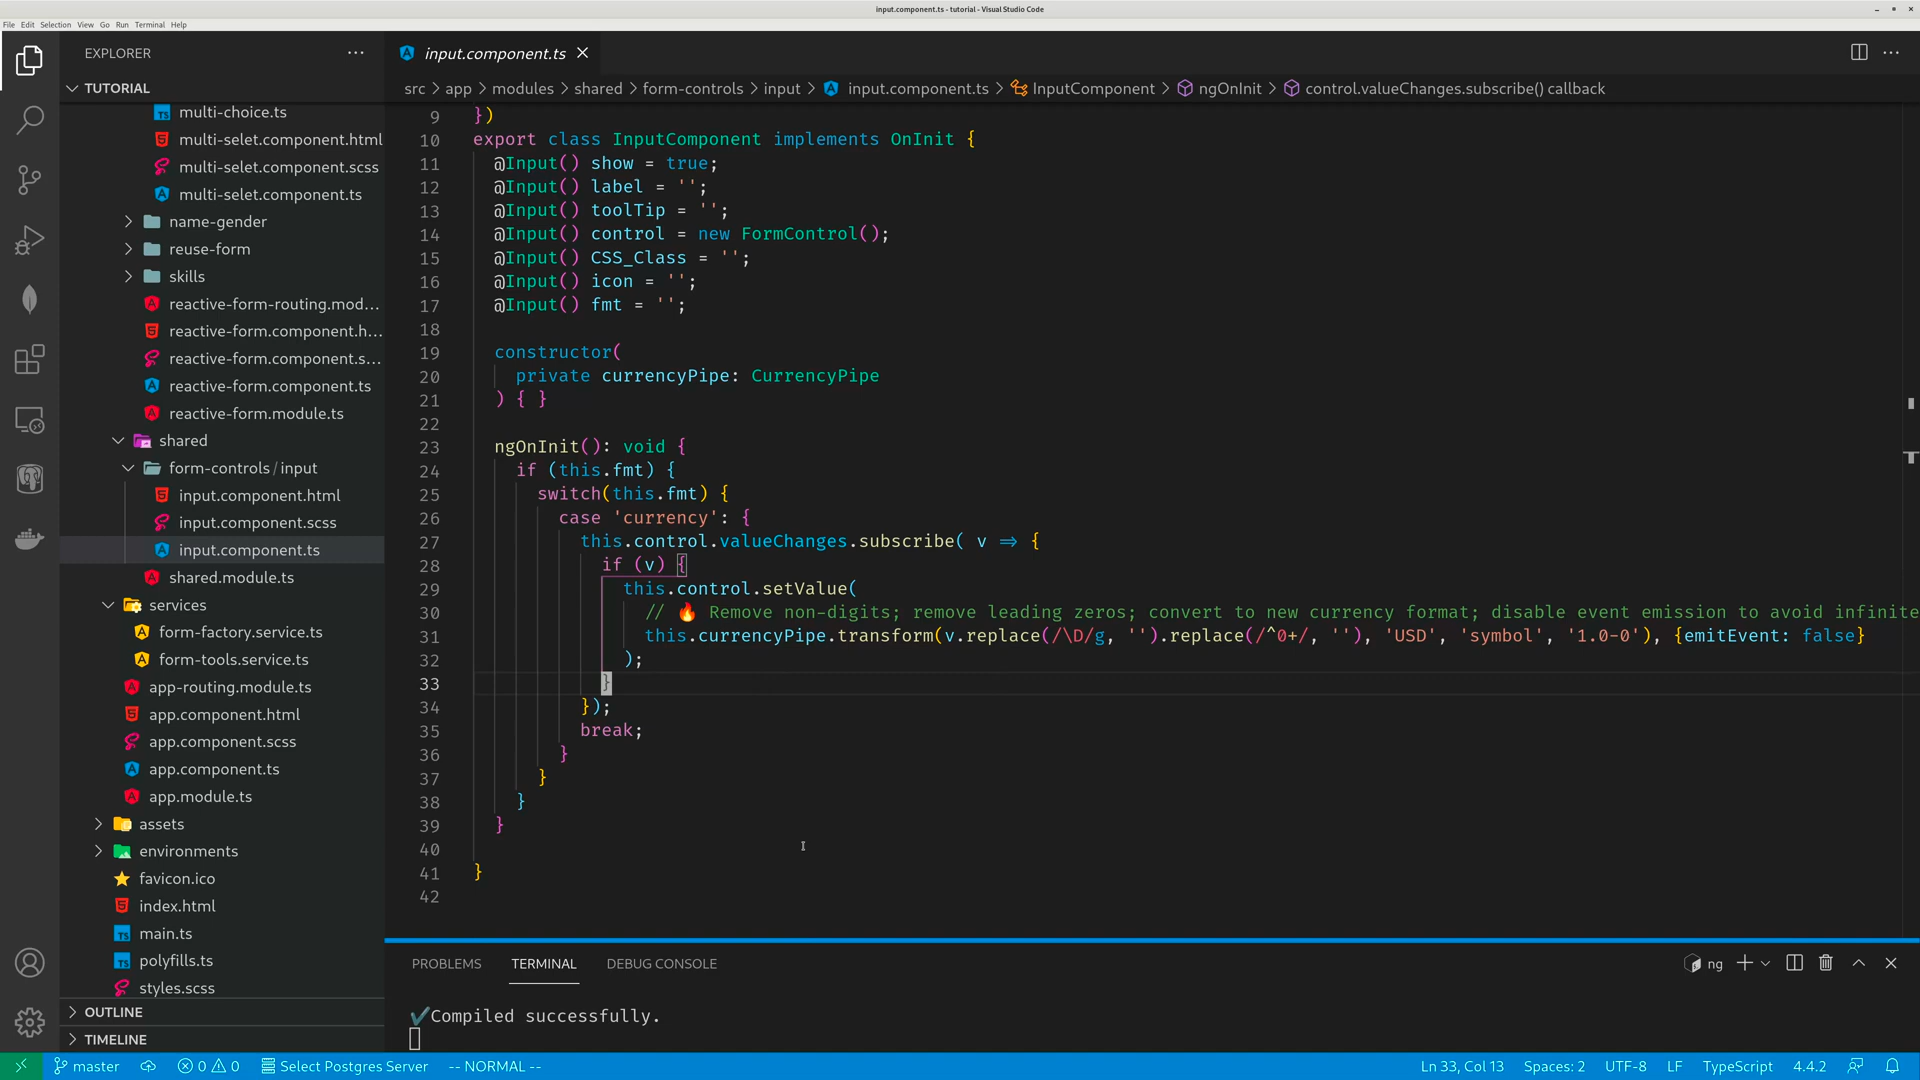 input.component.ts - tutorial - Visual Studio Code
File Edit Selection View Go Run Terminal Help
EXPLORER
TUTORIAL
multi-choice.ts
multi-selet.component.html
multi-selet.component.scss
multi-selet.component.ts
name-gender
reuse-form
skills
reactive-form-routing.mod...
reactive-form.component.h...
reactive-form.component.s...
reactive-form.component.ts
reactive-form.module.ts
shared
form-controls / input
input.component.html
input.component.scss
input.component.ts
shared.module.ts
services
form-factory.service.ts
form-tools.service.ts
app-routing.module.ts
app.component.html
app.component.scss
app.component.ts
app.module.ts
assets
environments
favicon.ico
index.html
main.ts
polyfills.ts
styles.scss
OUTLINE
TIMELINE
input.component.ts
src > app > modules > shared > form-controls > input > input.component.ts > InputComponent > ngOnInit > control.valueChanges.subscribe() callback
9 })
10 export class InputComponent implements OnInit {
11 @Input() show = true;
12 @Input() label = '';
13 @Input() toolTip = '';
14 @Input() control = new FormControl();
15 @Input() CSS_Class = '';
16 @Input() icon = '';
17 @Input() fmt = '';
18
19 constructor(
20 private currencyPipe: CurrencyPipe
21 ) { }
22
23 ngOnInit(): void {
24 if (this.fmt) {
25 switch(this.fmt) {
26 case 'currency': {
27 this.control.valueChanges.subscribe( v => {
28 if (v) {
29 this.control.setValue(
30 // 🔥 Remove non-digits; remove leading zeros; convert to new currency format; disable event emission to avoid infinite
31 this.currencyPipe.transform(v.replace(/\D/g, '').replace(/^0+/, ''), 'USD', 'symbol', '1.0-0'), {emitEvent: false}
32 );
33 }
34 });
35 break;
36 }
37 }
38 }
39 }
40
41 }
42
PROBLEMS TERMINAL DEBUG CONSOLE
ng
✔Compiled successfully.
master 0 0 Select Postgres Server -- NORMAL -- Ln 33, Col 13 Spaces: 2 UTF-8 LF TypeScript 4.4.2